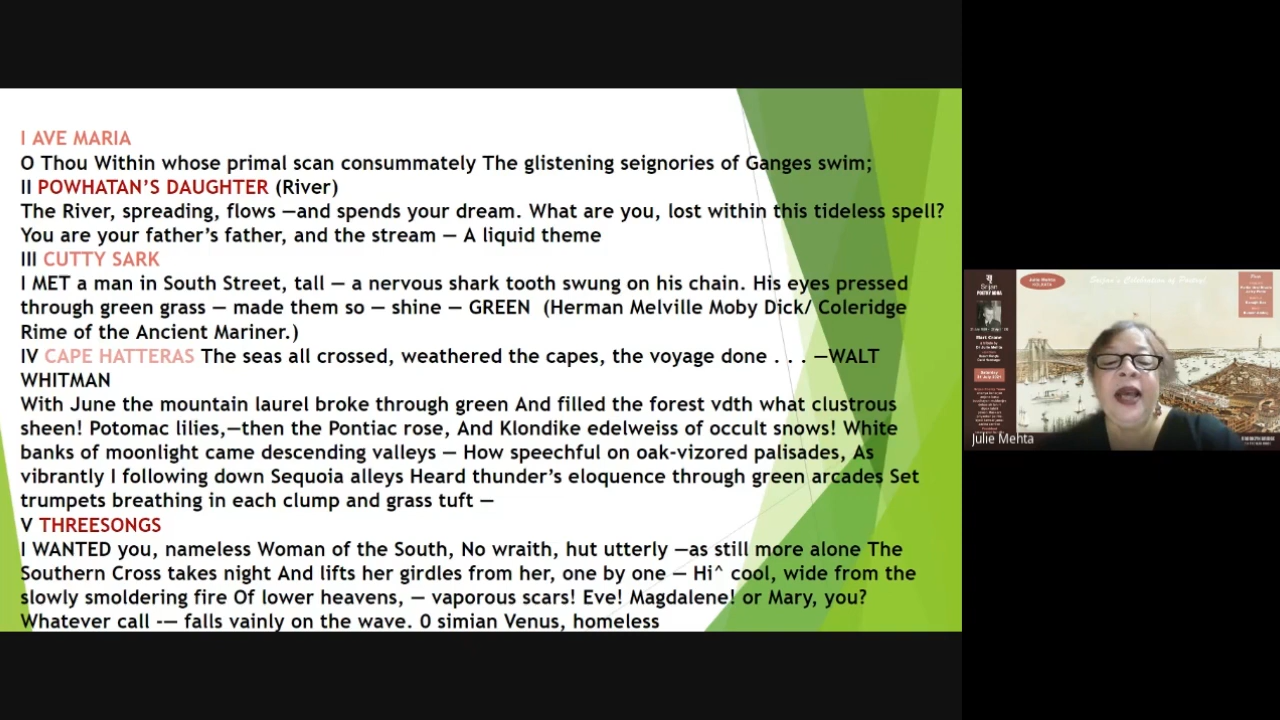 I AVE MARIA
O Thou Within whose primal scan consummately The glistening seignories of Ganges swim;
II POWHATAN’S DAUGHTER (River)
The River, spreading, flows —and spends your dream. What are you, lost within this tideless spell?
You are your father’s father, and the stream — A liquid theme
III CUTTY SARK
I MET a man in South Street, tall — a nervous shark tooth swung on his chain. His eyes pressed
through green grass — made them so — shine — GREEN (Herman Melville Moby Dick/ Coleridge
Rime of the Ancient Mariner.)
IV CAPE HATTERAS The seas all crossed, weathered the capes, the voyage done . . . —WALT
WHITMAN
With June the mountain laurel broke through green And filled the forest vdth what clustrous
sheen! Potomac lilies,—then the Pontiac rose, And Klondike edelweiss of occult snows! White
banks of moonlight came descending valleys — How speechful on oak-vizored palisades, As
vibrantly I following down Sequoia alleys Heard thunder’s eloquence through green arcades Set
trumpets breathing in each clump and grass tuft —
V THREESONGS
I WANTED you, nameless Woman of the South, No wraith, hut utterly —as still more alone The
Southern Cross takes night And lifts her girdles from her, one by one — Hi^ cool, wide from the
slowly smoldering fire Of lower heavens, — vaporous scars! Eve! Magdalene! or Mary, you?
Whatever call -— falls vainly on the wave. 0 simian Venus, homeless
Julie Mehta